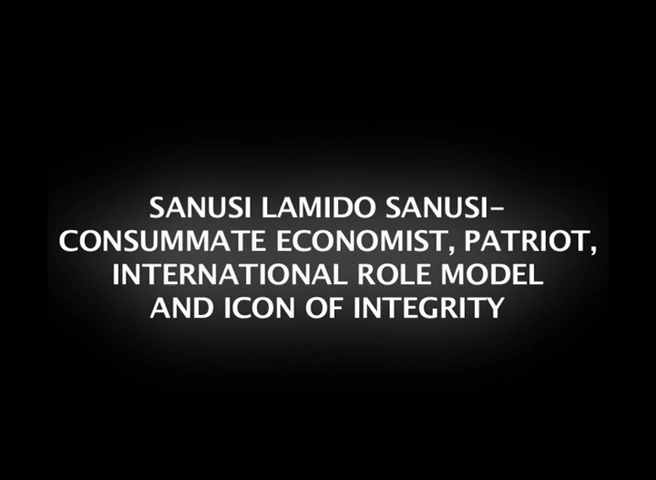 SANUSI LAMIDO SANUSI–
CONSUMMATE ECONOMIST, PATRIOT,
INTERNATIONAL ROLE MODEL
AND ICON OF INTEGRITY